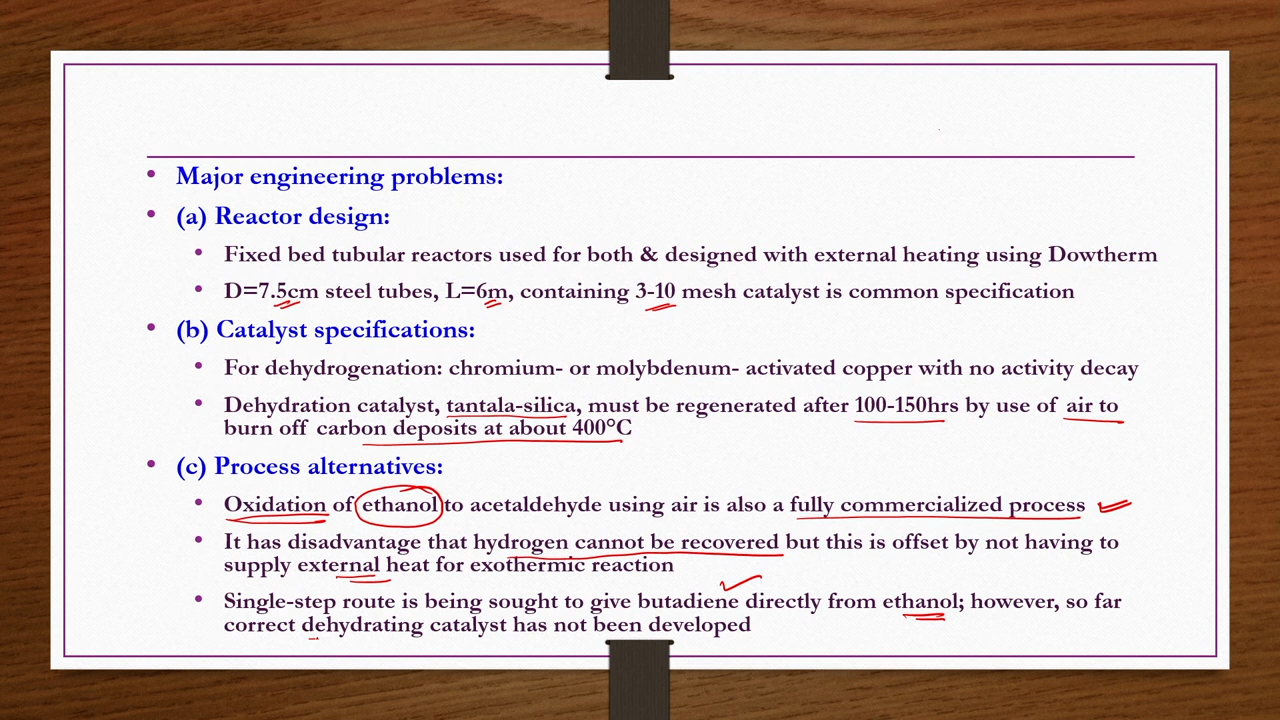 Major engineering problems:
(a) Reactor design:
Fixed bed tubular reactors used for both & designed with external heating using Dowtherm
D=7.5cm steel tubes, L=6m, containing 3-10 mesh catalyst is common specification
(b) Catalyst specifications:
For dehydrogenation: chromium- or molybdenum- activated copper with no activity decay
Dehydration catalyst, tantala-silica, must be regenerated after 100-150hrs by use of air to
burn off carbon deposits at about 400°C
(c) Process alternatives:
Oxidation of ethanol to acetaldehyde using air is also a fully commercialized process
It has disadvantage that hydrogen cannot be recovered but this is offset by not having to
supply external heat for exothermic reaction
Single-step route is being sought to give butadiene directly from ethanol; however, so far
correct dehydrating catalyst has not been developed